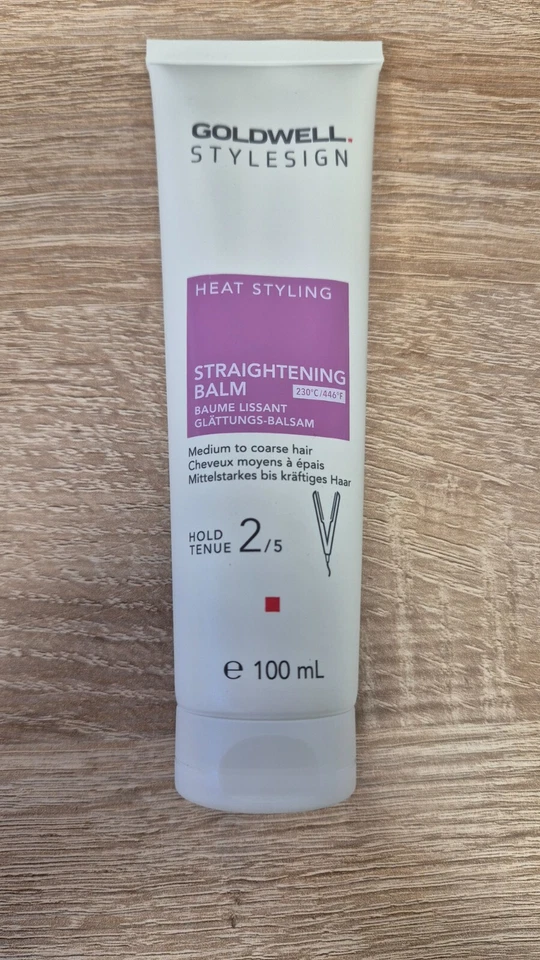 GOLDWELL.
STYLESIGN
HEAT STYLING
STRAIGHTENING
BALM 230°C/446°F
BAUME LISSANT
GLÄTTUNGS-BALSAM
Medium to coarse hair
Cheveux moyens à épais
Mittelstarkes bis kräftiges Haar
HOLD
TENUE 2/5
℮ 100 mL